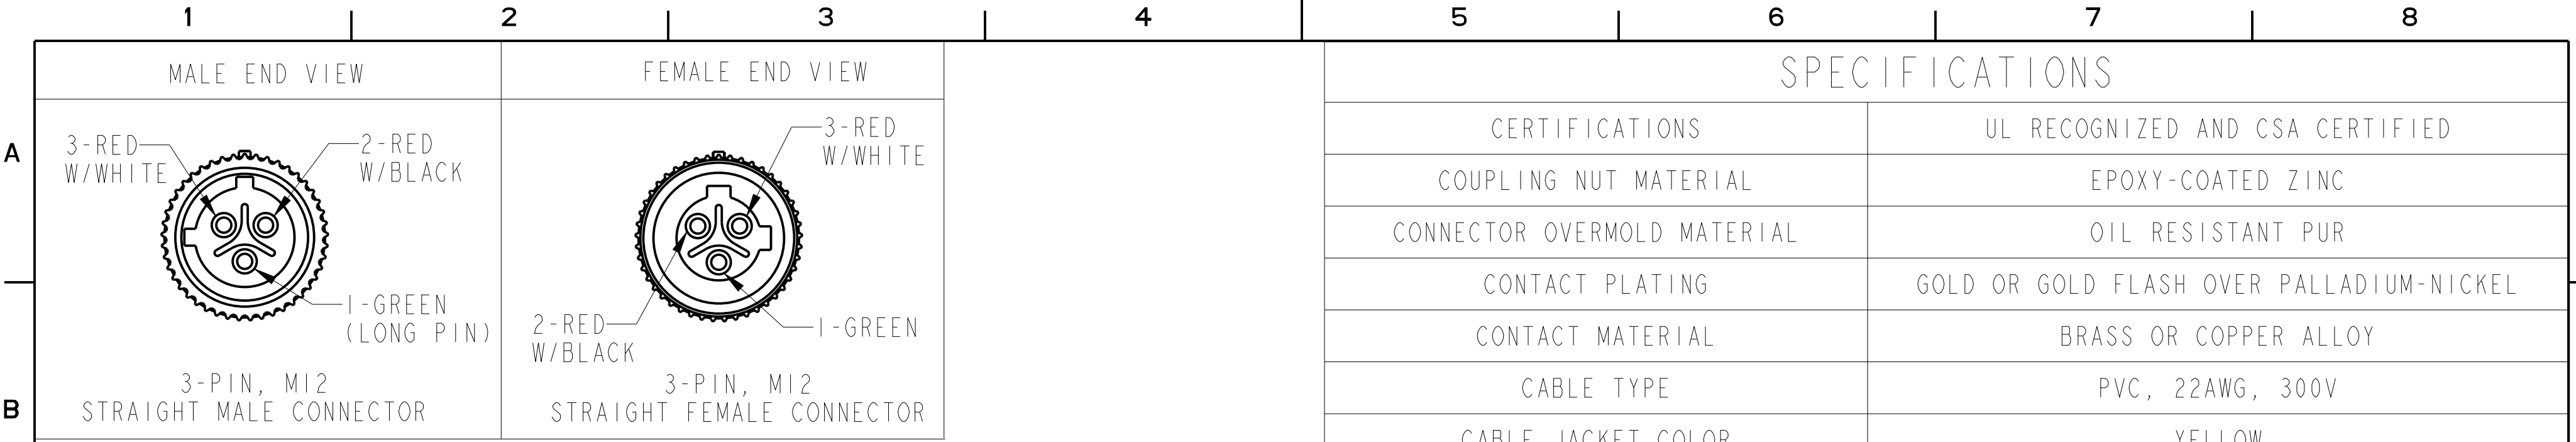 1 2 3 4 5 6 7 8
A
B
MALE END VIEW
3-RED
W/WHITE
2-RED
W/BLACK
1-GREEN
(LONG PIN)
3-PIN, M12
STRAIGHT MALE CONNECTOR
FEMALE END VIEW
3-RED
W/WHITE
2-RED
W/BLACK
1-GREEN
3-PIN, M12
STRAIGHT FEMALE CONNECTOR
SPECIFICATIONS
CERTIFICATIONS UL RECOGNIZED AND CSA CERTIFIED
COUPLING NUT MATERIAL EPOXY-COATED ZINC
CONNECTOR OVERMOLD MATERIAL OIL RESISTANT PUR
CONTACT PLATING GOLD OR GOLD FLASH OVER PALLADIUM-NICKEL
CONTACT MATERIAL BRASS OR COPPER ALLOY
CABLE TYPE PVC, 22AWG, 300V
CABLE JACKET COLOR YELLOW